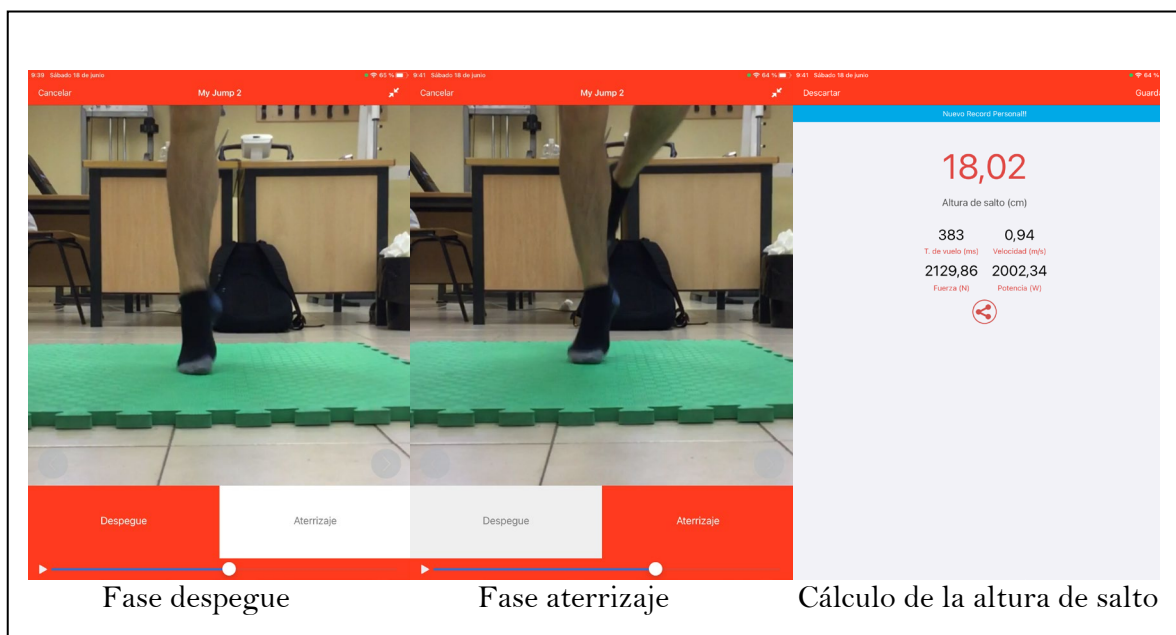 9:39 Sábado 18 de junio
65 %
Cancelar
My Jump 2
Despegue
Aterrizaje
Fase despegue
9:41 Sábado 18 de junio
64 %
Cancelar
My Jump 2
Despegue
Aterrizaje
Fase aterrizaje
9:41 Sábado 18 de junio
64 %
Descartar
Guarda
Nuevo Record Personal!!
18,02
Altura de salto (cm)
383 0,94
T. de vuelo (ms) Velocidad (m/s)
2129,86 2002,34
Fuerza (N) Potencia (W)
Cálculo de la altura de salto